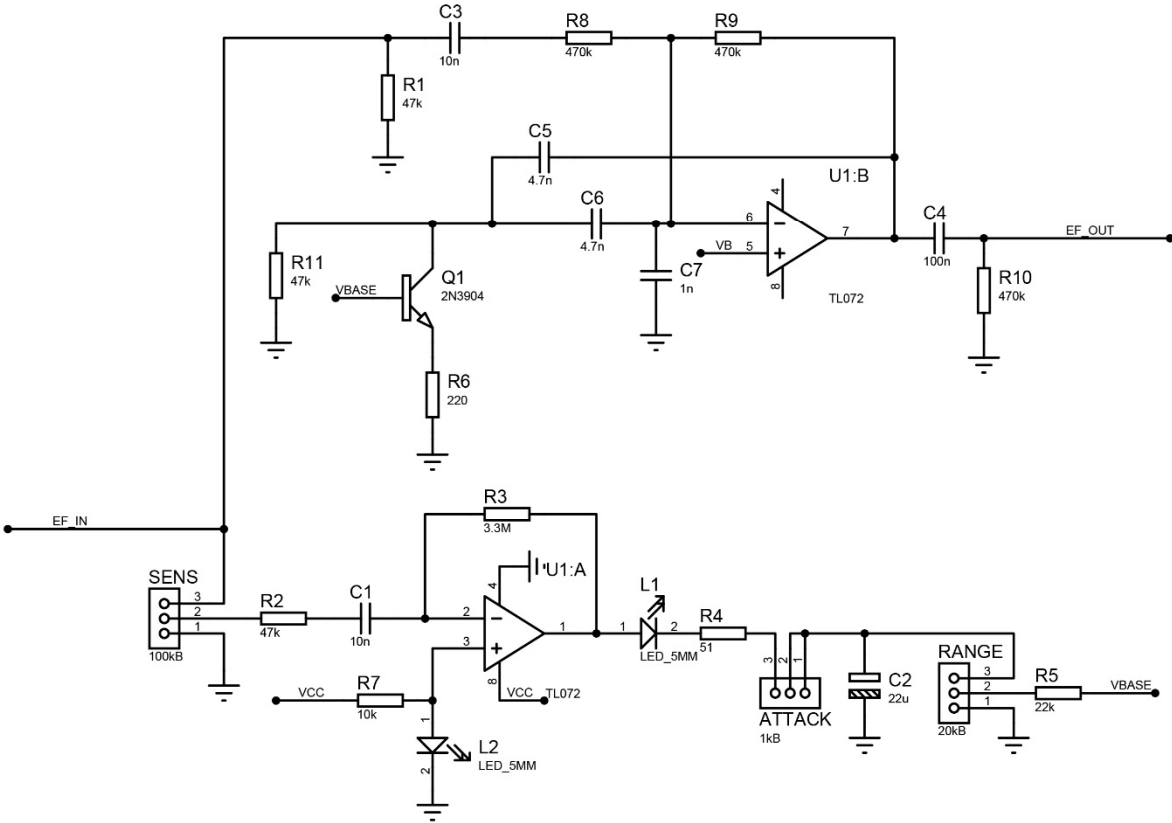 C3
10n
R8
470k
R9
470k
R1
47k
C5
4.7n
U1:B
C6
4.7n
4
6
7
VB
5
8
TL072
C4
100n
EF_OUT
R11
47k
VBASE
Q1
2N3904
C7
1n
R10
470k
R6
220
EF_IN
R3
3.3M
SENS
3
2
1
100kB
R2
47k
C1
10n
4
U1:A
2
3
1
8
VCC
TL072
L1
1
2
LED_5MM
R4
51
3
2
1
ATTACK
1kB
C2
22u
RANGE
3
2
1
20kB
R5
22k
VBASE
VCC
R7
10k
1
2
L2
LED_5MM